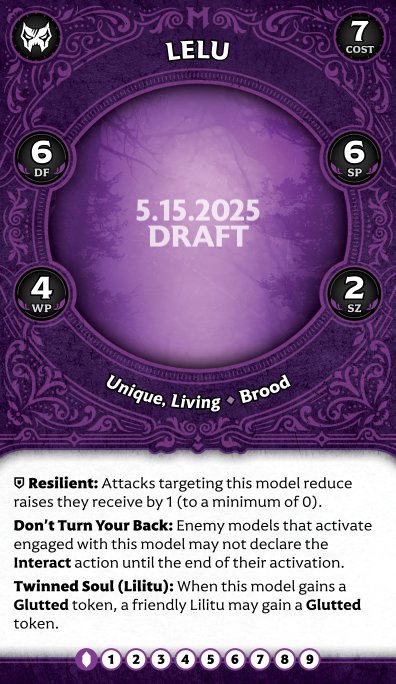 LELU
7
COST
6
DF
6
SP
5.15.2025
DRAFT
4
WP
2
SZ
Unique, Living ◆ Brood
Resilient: Attacks targeting this model reduce
raises they receive by 1 (to a minimum of 0).
Don't Turn Your Back: Enemy models that activate
engaged with this model may not declare the
Interact action until the end of their activation.
Twinned Soul (Lilitu): When this model gains a
Glutted token, a friendly Lilitu may gain a Glutted
token.
1 2 3 4 5 6 7 8 9